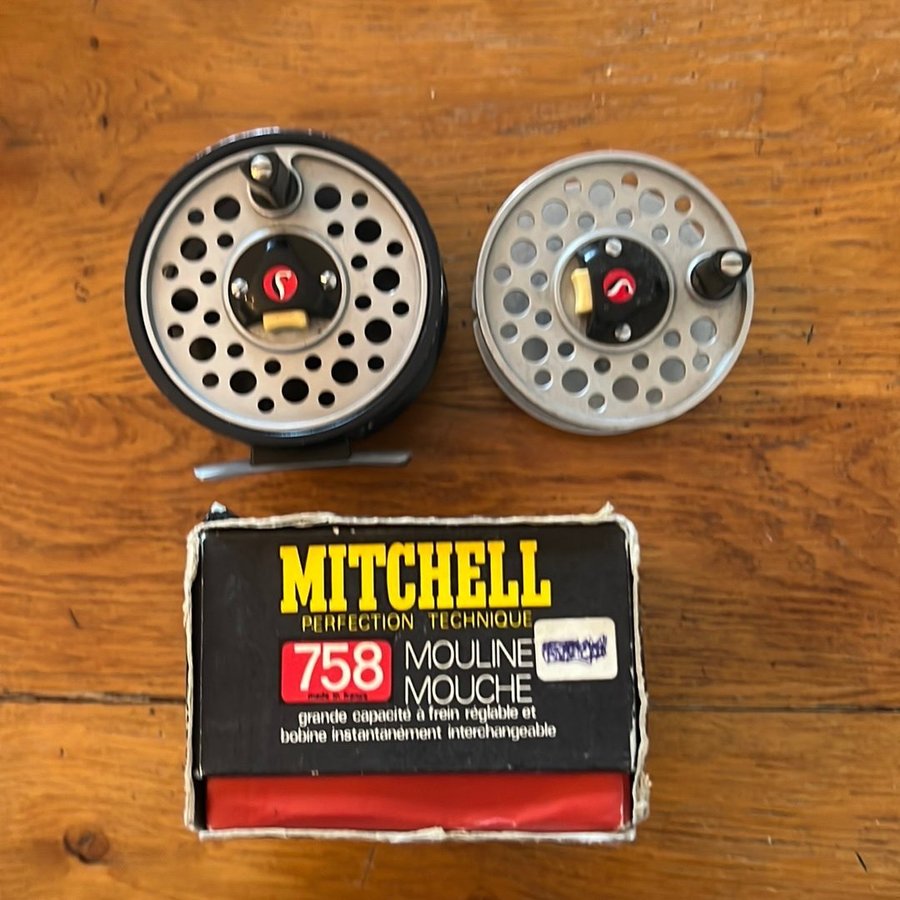 MITCHELL
PERFECTION TECHNIQUE
758
made in france
MOULINE
MOUCHE
grande capacité à frein réglable et
bobine instantanément interchangeable